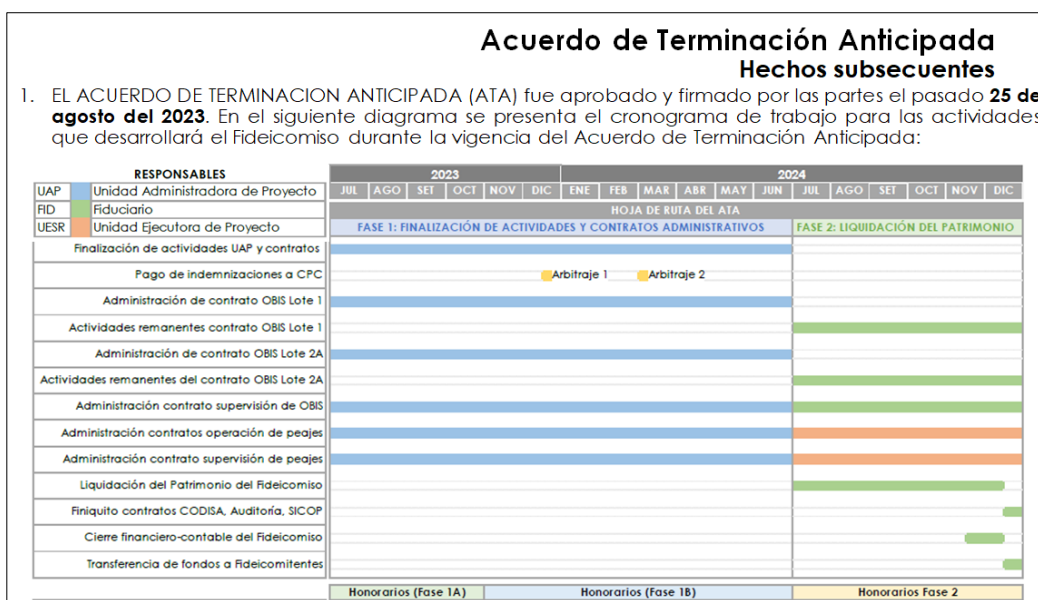 Acuerdo de Terminación Anticipada
Hechos subsecuentes
1. EL ACUERDO DE TERMINACION ANTICIPADA (ATA) fue aprobado y firmado por las partes el pasado 25 de
agosto del 2023. En el siguiente diagrama se presenta el cronograma de trabajo para las actividades
que desarrollará el Fideicomiso durante la vigencia del Acuerdo de Terminación Anticipada:
RESPONSABLES 2023 2024
UAP Unidad Administradora de Proyecto JUL AGO SET OCT NOV DIC ENE FEB MAR ABR MAY JUN JUL AGO SET OCT NOV DIC
FID Fiduciario HOJA DE RUTA DEL ATA
UESR Unidad Ejecutora de Proyecto FASE 1: FINALIZACIÓN DE ACTIVIDADES Y CONTRATOS ADMINISTRATIVOS FASE 2: LIQUIDACIÓN DEL PATRIMONIO
Finalización de actividades UAP y contratos
Pago de indemnizaciones a CPC Arbitraje 1 Arbitraje 2
Administración de contrato OBIS Lote 1
Actividades remanentes contrato OBIS Lote 1
Administración de contrato OBIS Lote 2A
Actividades remanentes del contrato OBIS Lote 2A
Administración contrato supervisión de OBIS
Administración contratos operación de peajes
Administración contrato supervisión de peajes
Liquidación del Patrimonio del Fideicomiso
Finiquito contratos CODISA, Auditoría, SICOP
Cierre financiero-contable del Fideicomiso
Transferencia de fondos a Fideicomitentes
Honorarios (Fase 1A) Honorarios (Fase 1B) Honorarios Fase 2